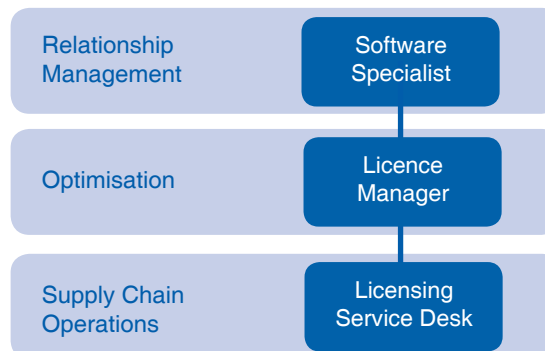 Relationship
Management
Software
Specialist
Optimisation
Licence
Manager
Supply Chain
Operations
Licensing
Service Desk